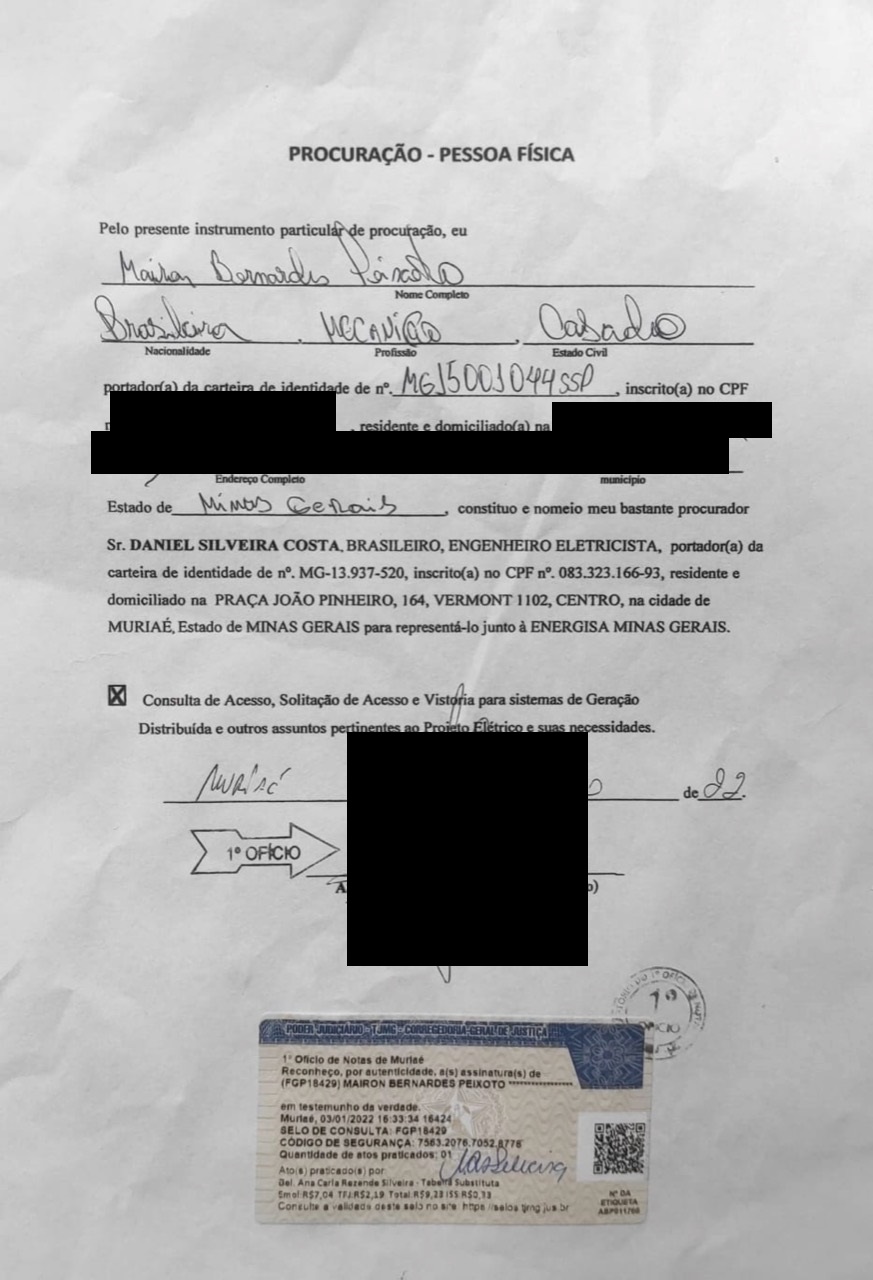 PROCURAÇÃO - PESSOA FÍSICA
Pelo presente instrumento particular de procuração, eu
Mairon Bernardes Peixoto
Nome Completo
Brasileira, MECANICO, Casado
Nacionalidade Profissão Estado Civil
portador(a) da carteira de identidade de nº. MG15001044SSP, inscrito(a) no CPF
, residente e domiciliado(a) na
Endereço Completo município
Estado de Minas Gerais, constituo e nomeio meu bastante procurador
Sr. DANIEL SILVEIRA COSTA, BRASILEIRO, ENGENHEIRO ELETRICISTA, portador(a) da
carteira de identidade de nº. MG-13.937-520, inscrito(a) no CPF nº. 083.323.166-93, residente e
domiciliado na PRAÇA JOÃO PINHEIRO, 164, VERMONT 1102, CENTRO, na cidade de
MURIAÉ, Estado de MINAS GERAIS para representá-lo junto à ENERGISA MINAS GERAIS.
Consulta de Acesso, Solitação de Acesso e Vistoria para sistemas de Geração
Distribuída e outros assuntos pertinentes ao Projeto Elétrico e suas necessidades.
Muriaé de 22.
1º OFÍCIO
1º
PODER JUDICIÁRIO - TJMG - CORREGEDORIA-GERAL DE JUSTIÇA
1º Ofício de Notas de Muriaé
Reconheço, por autenticidade, a(s) assinatura(s) de
(FGP18429) MAIRON BERNARDES PEIXOTO
em testemunho da verdade.
Muriaé, 03/01/2022 16:33:34 16424
SELO DE CONSULTA: FGP18429
CÓDIGO DE SEGURANÇA: 7563.2076.7052.8776
Quantidade de atos praticados: 01
Ato(s) praticado(s) por:
Bel. Ana Carla Rezende Silveira - Tabeliã Substituta
Emol:R$7,04 TFJ:R$2,19 Total:R$9,23 ISS:R$0,33
Consulte a validade deste selo no site: https://selos.tjmg.jus.br
Nº DA
ETIQUETA